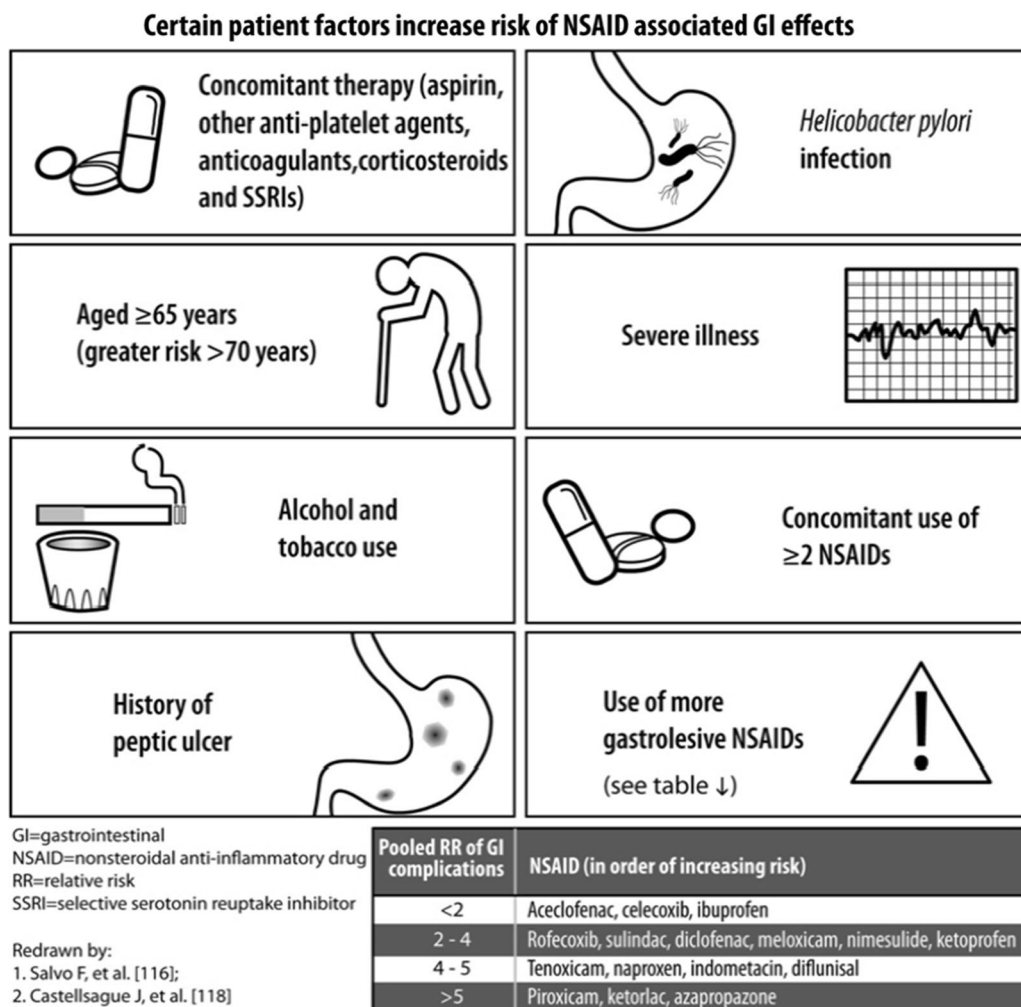 Certain patient factors increase risk of NSAID associated GI effects
Concomitant therapy (aspirin,
other anti-platelet agents,
anticoagulants,corticosteroids
and SSRIs)
Helicobacter pylori
infection
Aged ≥65 years
(greater risk >70 years)
Severe illness
Alcohol and
tobacco use
Concomitant use of
≥2 NSAIDs
History of
peptic ulcer
Use of more
gastrolesive NSAIDs
(see table ↓)
GI=gastrointestinal
NSAID=nonsteroidal anti-inflammatory drug
RR=relative risk
SSRI=selective serotonin reuptake inhibitor
Redrawn by:
1. Salvo F, et al. [116];
2. Castellsague J, et al. [118]
Pooled RR of GI
complications
NSAID (in order of increasing risk)
<2 Aceclofenac, celecoxib, ibuprofen
2 - 4 Rofecoxib, sulindac, diclofenac, meloxicam, nimesulide, ketoprofen
4 - 5 Tenoxicam, naproxen, indometacin, diflunisal
>5 Piroxicam, ketorlac, azapropazone